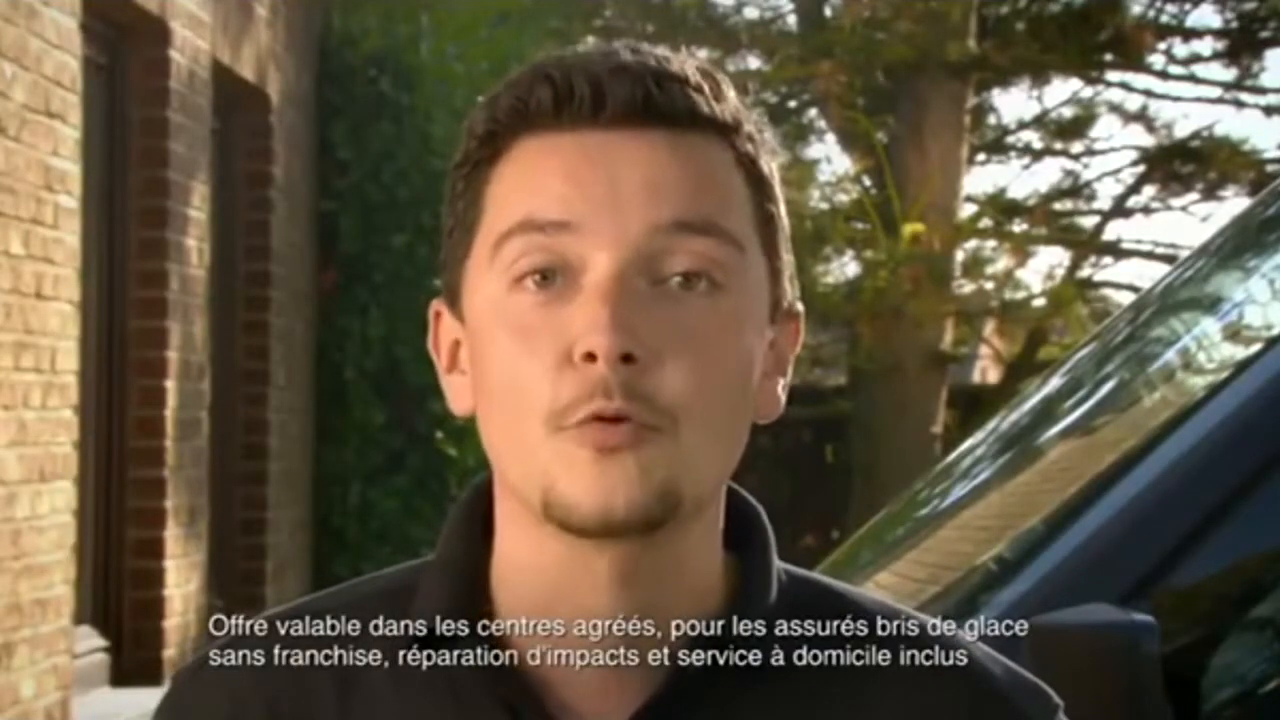 Offre valable dans les centres agréés, pour les assurés bris de glace
sans franchise, réparation d'impacts et service à domicile inclus